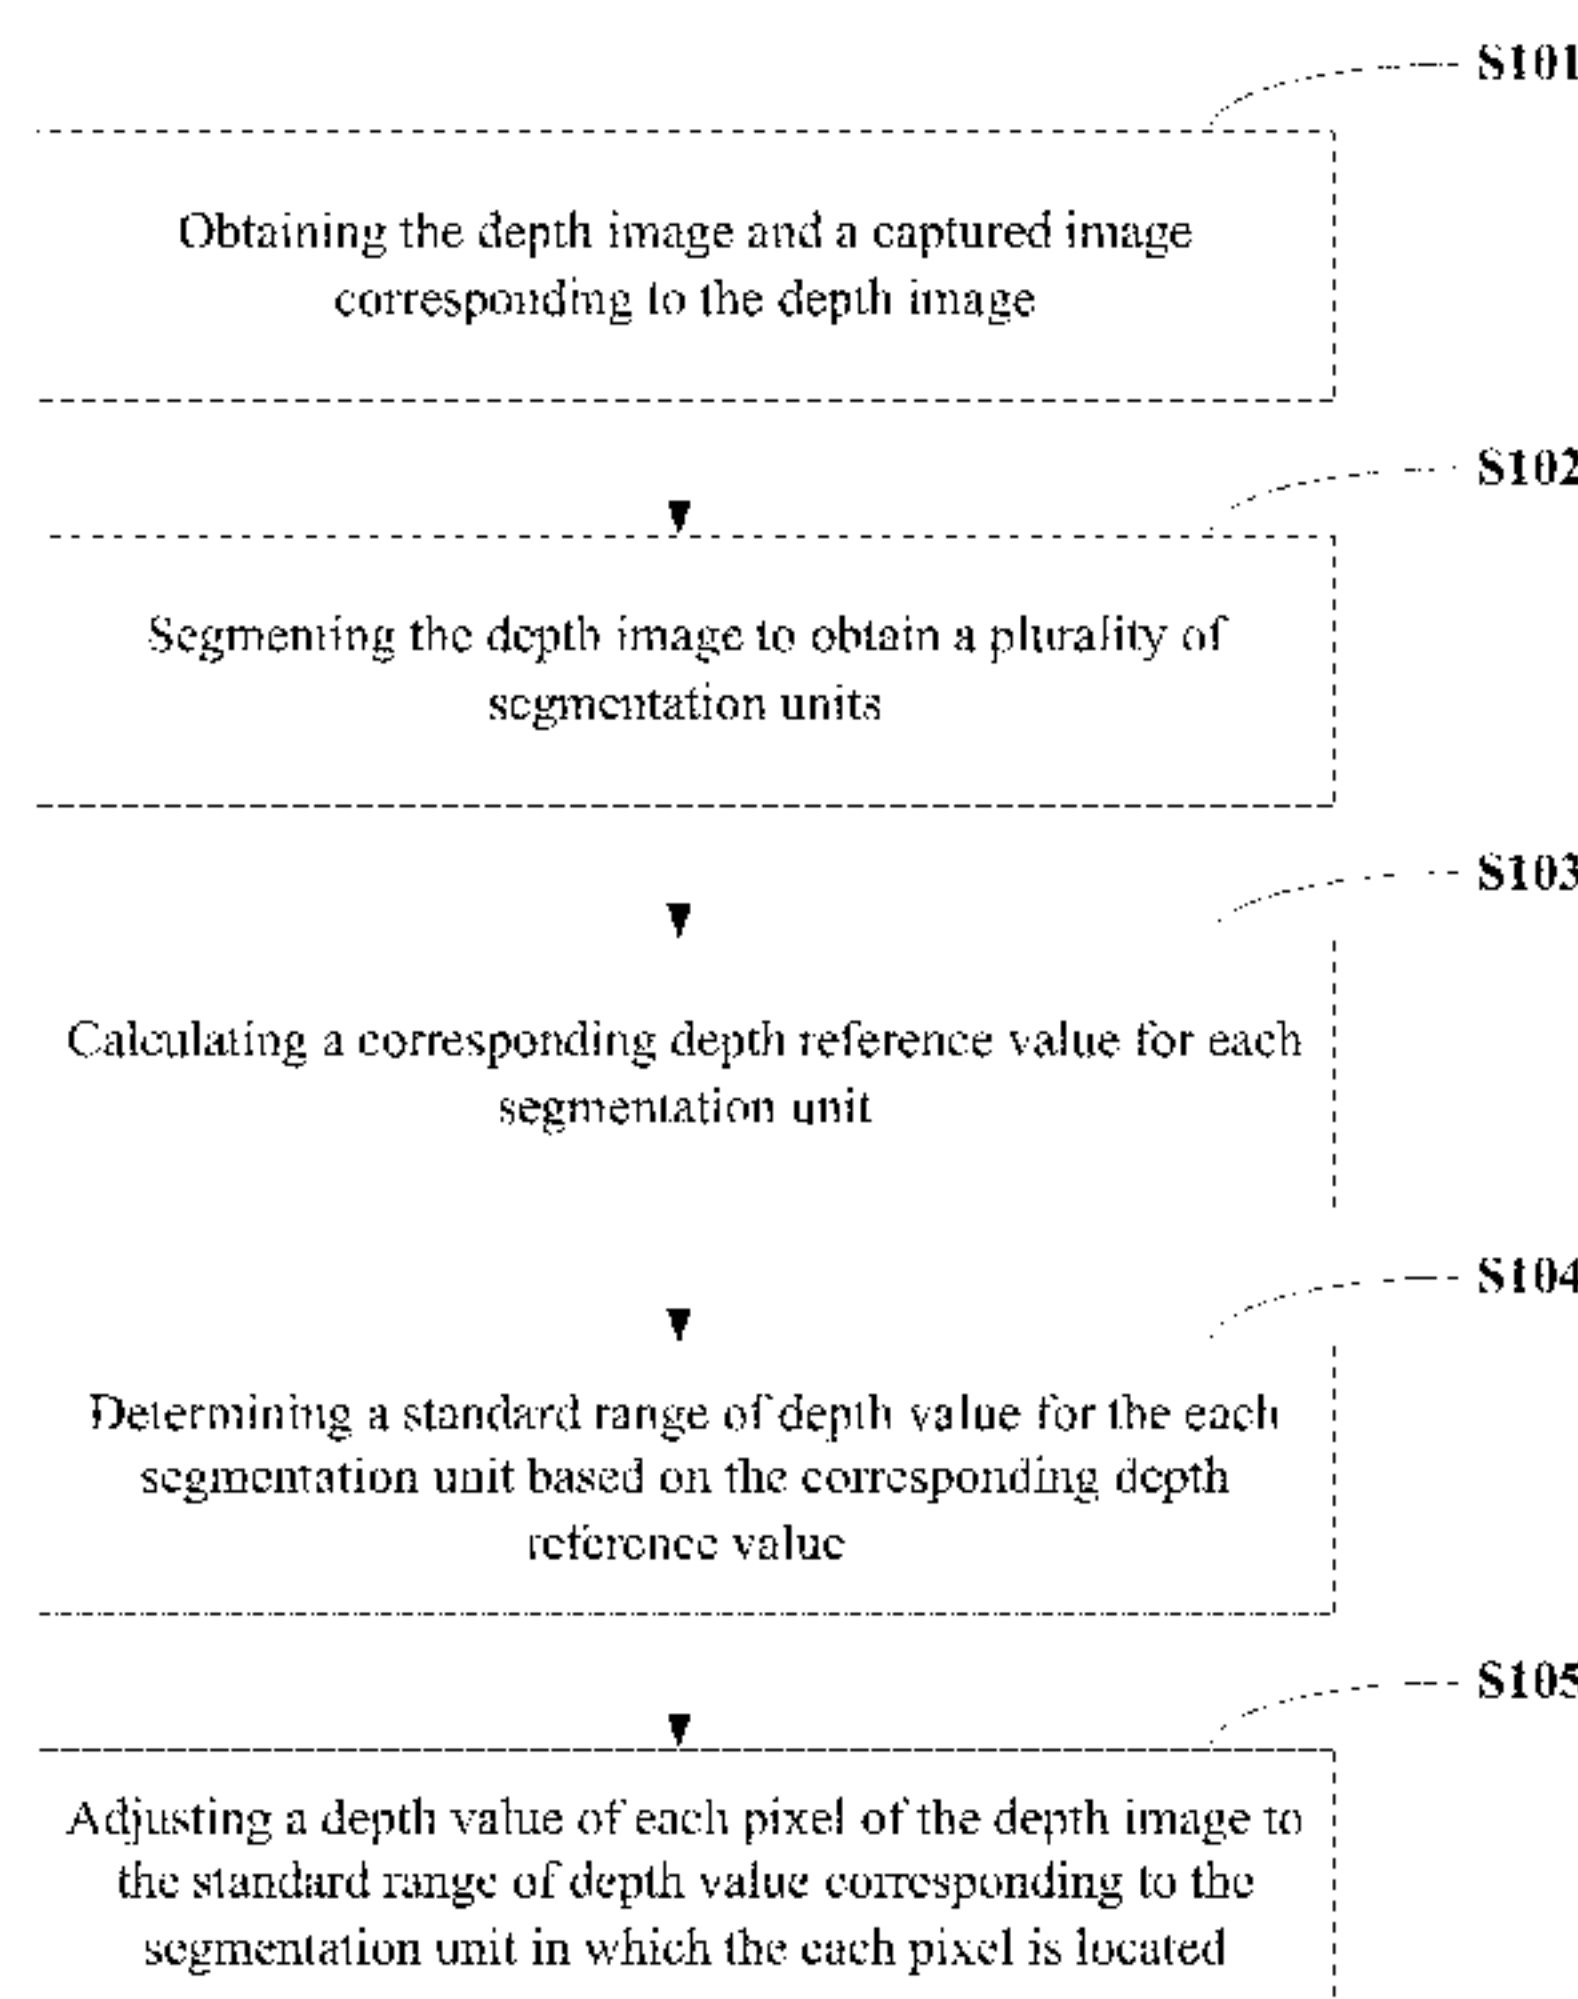 S101
Obtaining the depth image and a captured image
corresponding to the depth image
S102
Segmenting the depth image to obtain a plurality of
segmentation units
S103
Calculating a corresponding depth reference value for each
segmentation unit
S104
Determining a standard range of depth value for the each
segmentation unit based on the corresponding depth
reference value
S105
Adjusting a depth value of each pixel of the depth image to
the standard range of depth value corresponding to the
segmentation unit in which the each pixel is located